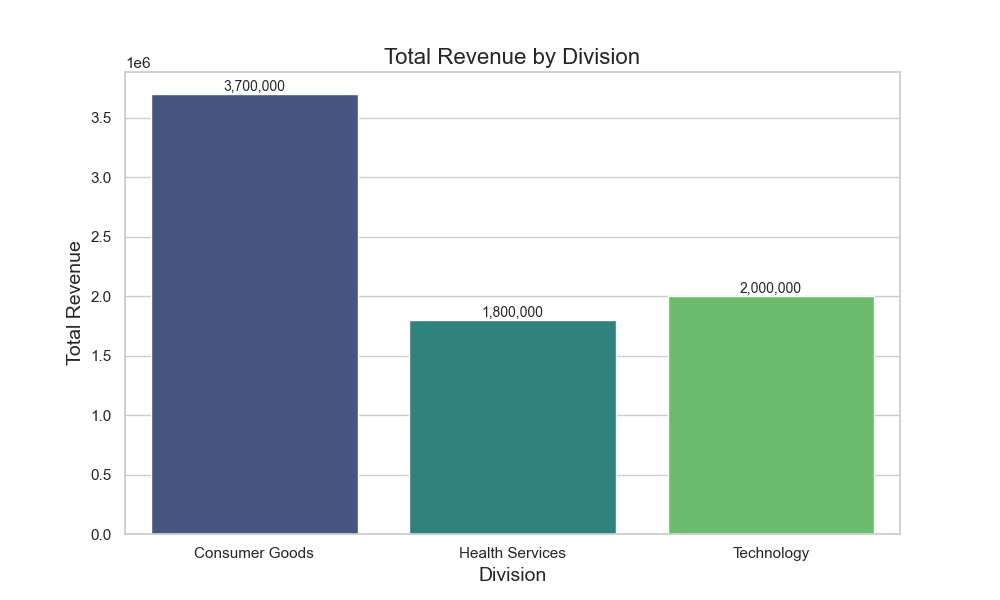 Total Revenue by Division
1e6
3,700,000
3.5
3.0
2.5
2,000,000
2.0
1,800,000
1.5
1.0
0.5
0.0
Total Revenue
Consumer Goods
Health Services
Technology
Division